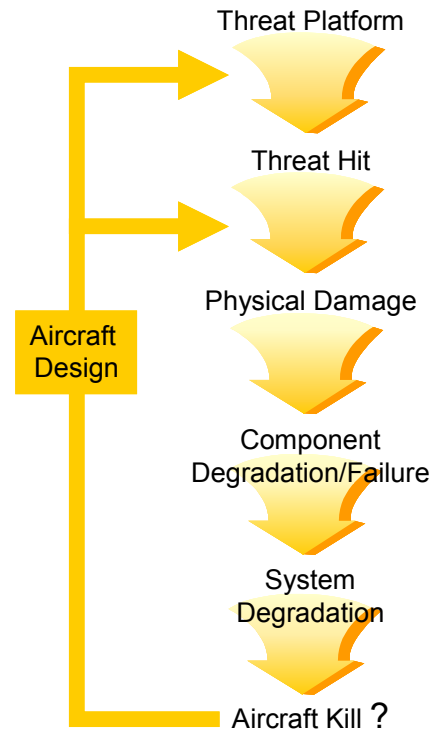 Threat Platform
Threat Hit
Physical Damage
Aircraft
Design
Component
Degradation/Failure
System
Degradation
Aircraft Kill ?